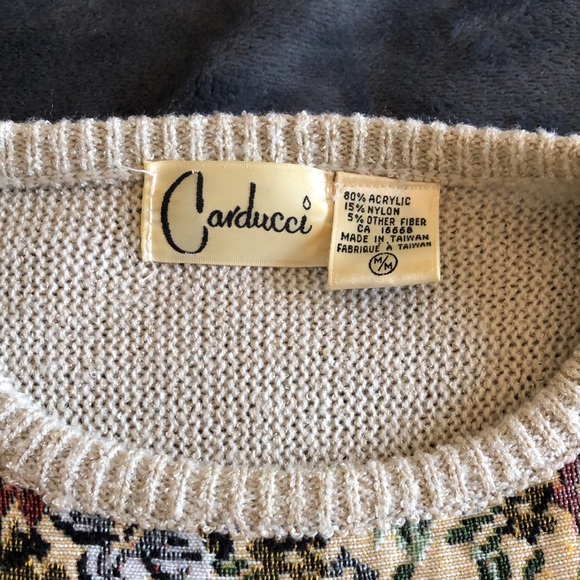 Carducci
80% ACRYLIC
15% NYLON
5% OTHER FIBER
CA 16668
MADE IN TAIWAN
FABRIQUÉ À TAIWAN
M/M